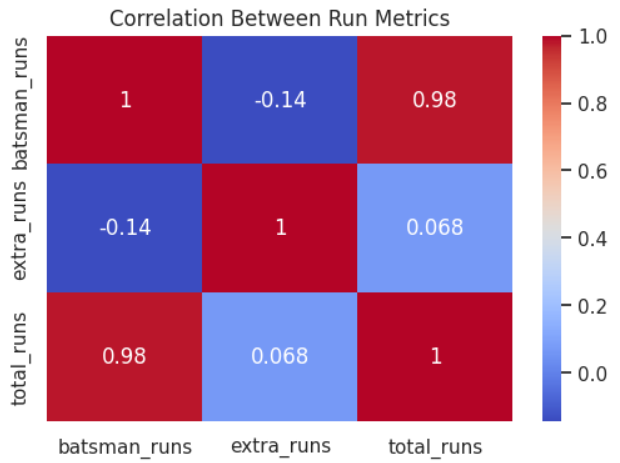 Correlation Between Run Metrics
batsman_runs
1
-0.14
0.98
extra_runs
-0.14
1
0.068
total_runs
0.98
0.068
1
batsman_runs
extra_runs
total_runs
1.0
0.8
0.6
0.4
0.2
0.0